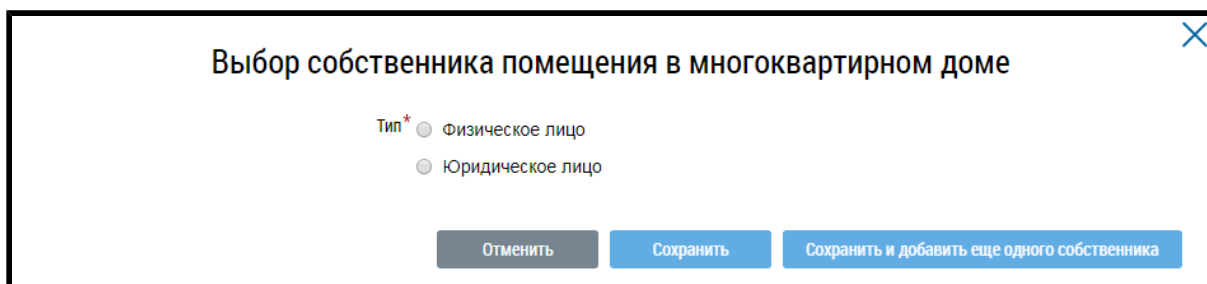 Выбор собственника помещения в многоквартирном доме
Тип* Физическое лицо
Юридическое лицо
Отменить Сохранить Сохранить и добавить еще одного собственника